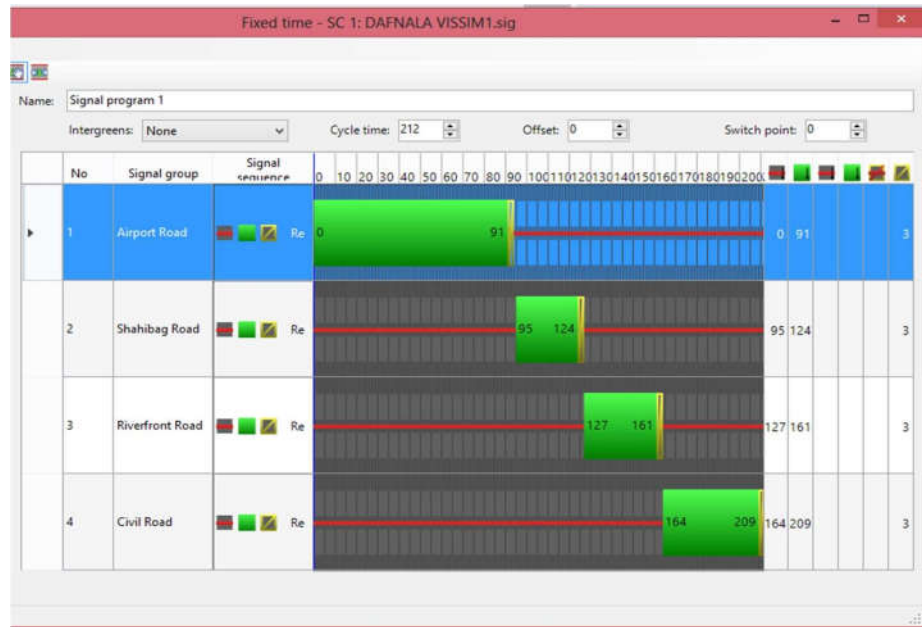 Fixed time - SC 1: DAFNALA VISSIM1.sig
Name: Signal program 1
Intergreens: None Cycle time: 212 Offset: 0 Switch point: 0
No Signal group Signal sequence 0 10 20 30 40 50 60 70 80 90 100 110 120 130 140 150 160 170 180 190 200
1 Airport Road Re 0 91 0 91 3
2 Shahibag Road Re 95 124 95 124 3
3 Riverfront Road Re 127 161 127 161 3
4 Civil Road Re 164 209 164 209 3